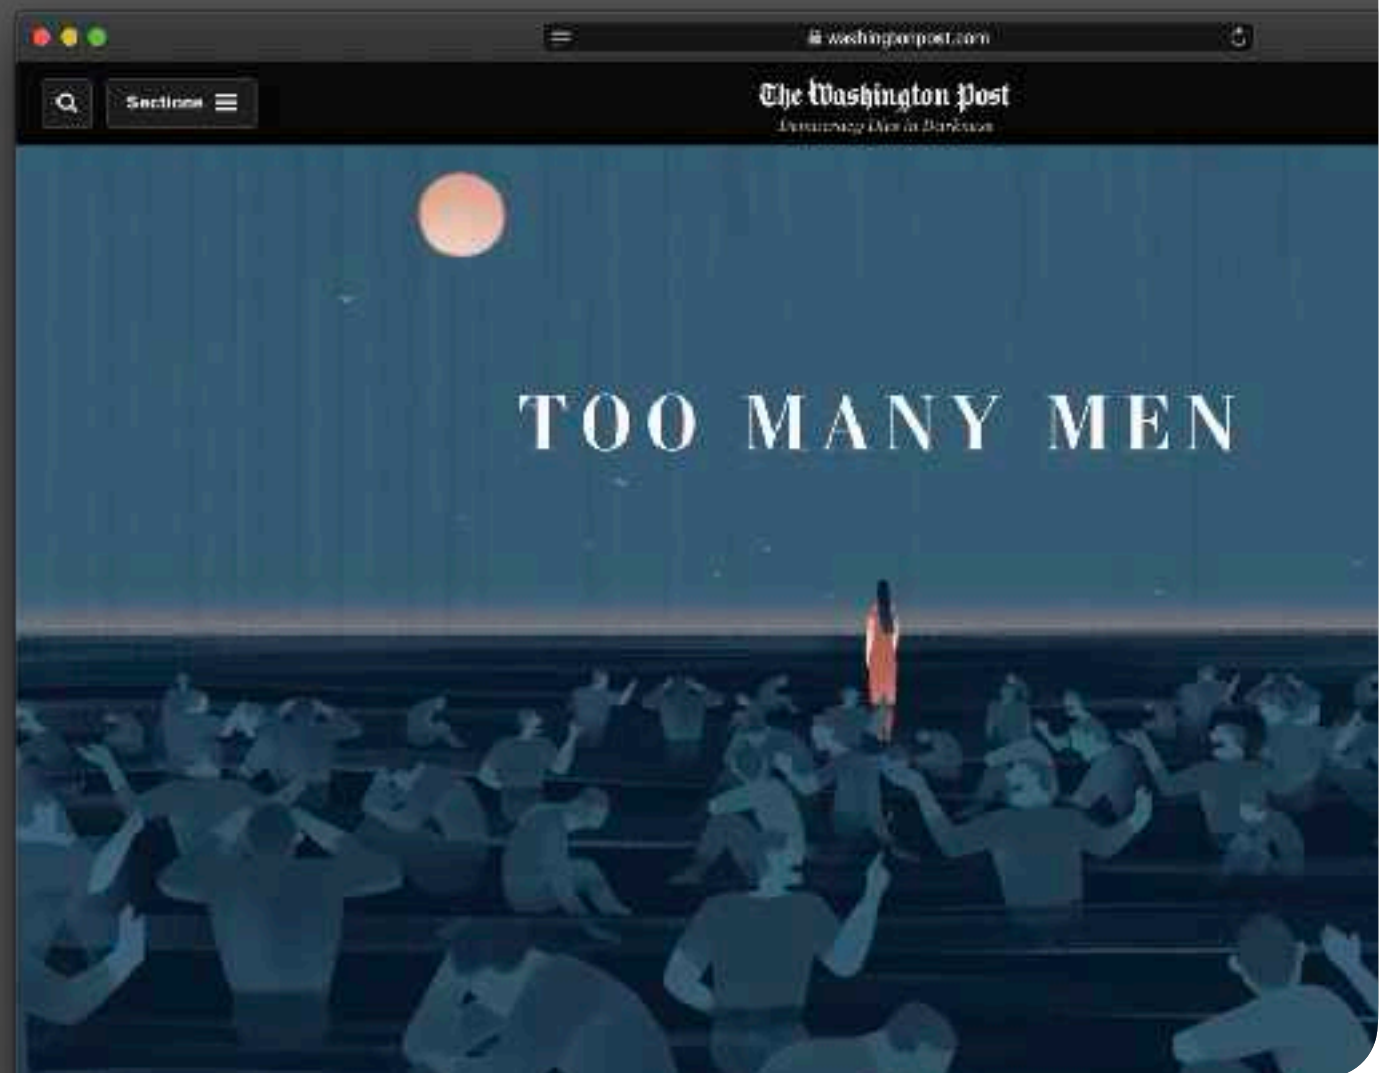 washingtonpost.com
Sections
The Washington Post
Democracy Dies in Darkness
TOO MANY MEN